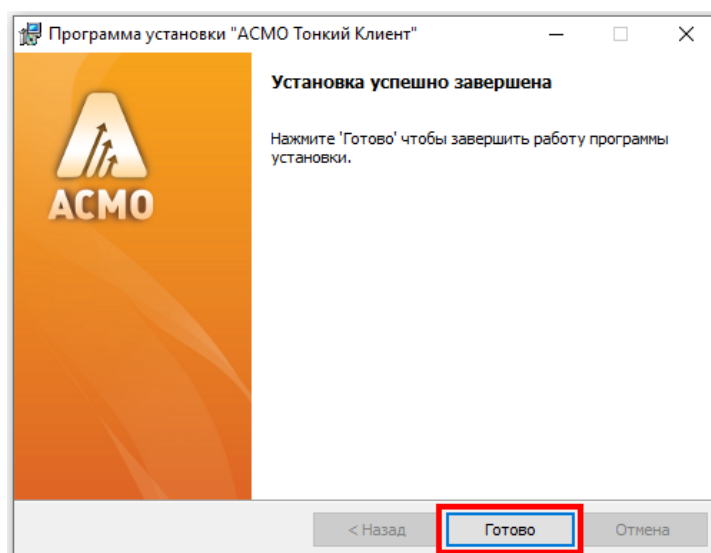 Программа установки "АСМО Тонкий Клиент"
Установка успешно завершена
Нажмите 'Готово' чтобы завершить работу программы
установки.
АСМО
< Назад
Готово
Отмена